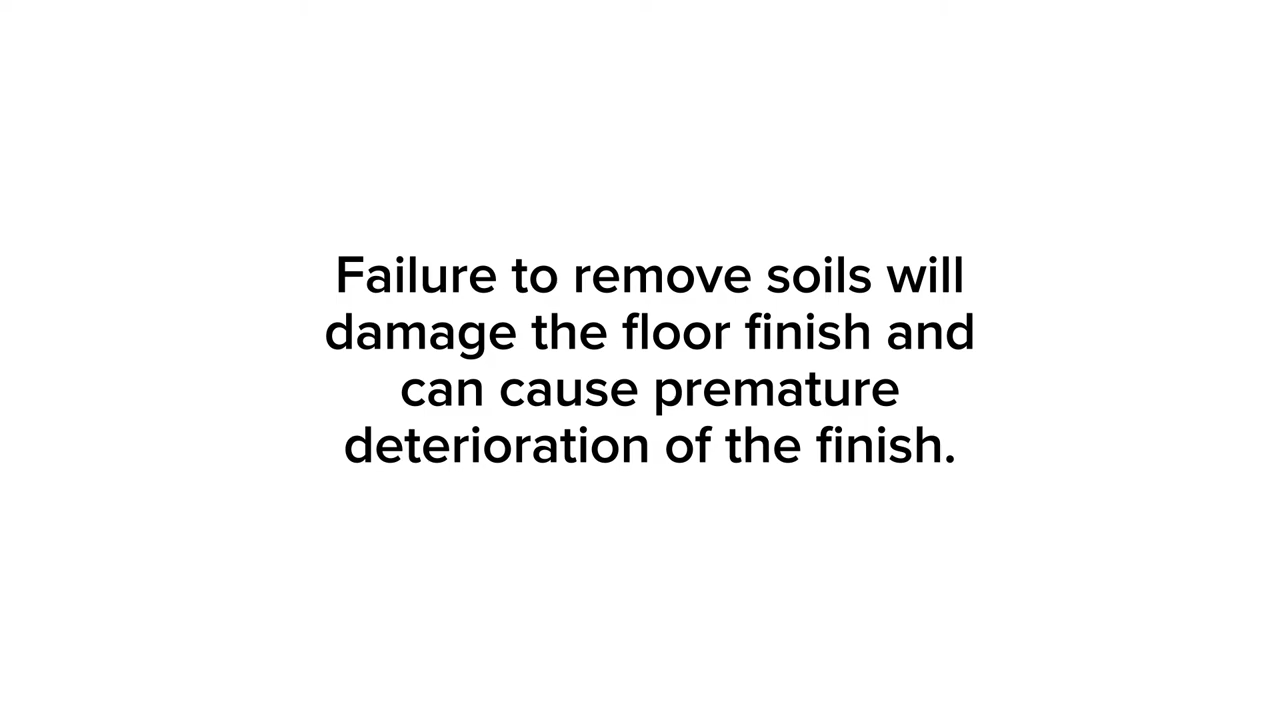 Failure to remove soils will
damage the floor finish and
can cause premature
deterioration of the finish.